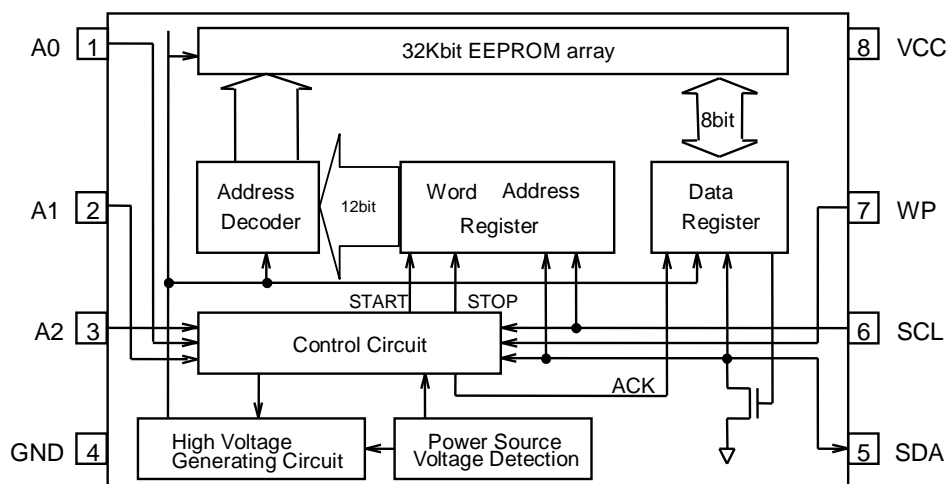 A0 1
32Kbit EEPROM array
8 VCC
8bit
A1 2
Address
Decoder
12bit
Word Address
Register
Data
Register
7 WP
START STOP
A2 3
Control Circuit
6 SCL
ACK
GND 4
High Voltage
Generating Circuit
Power Source
Voltage Detection
5 SDA